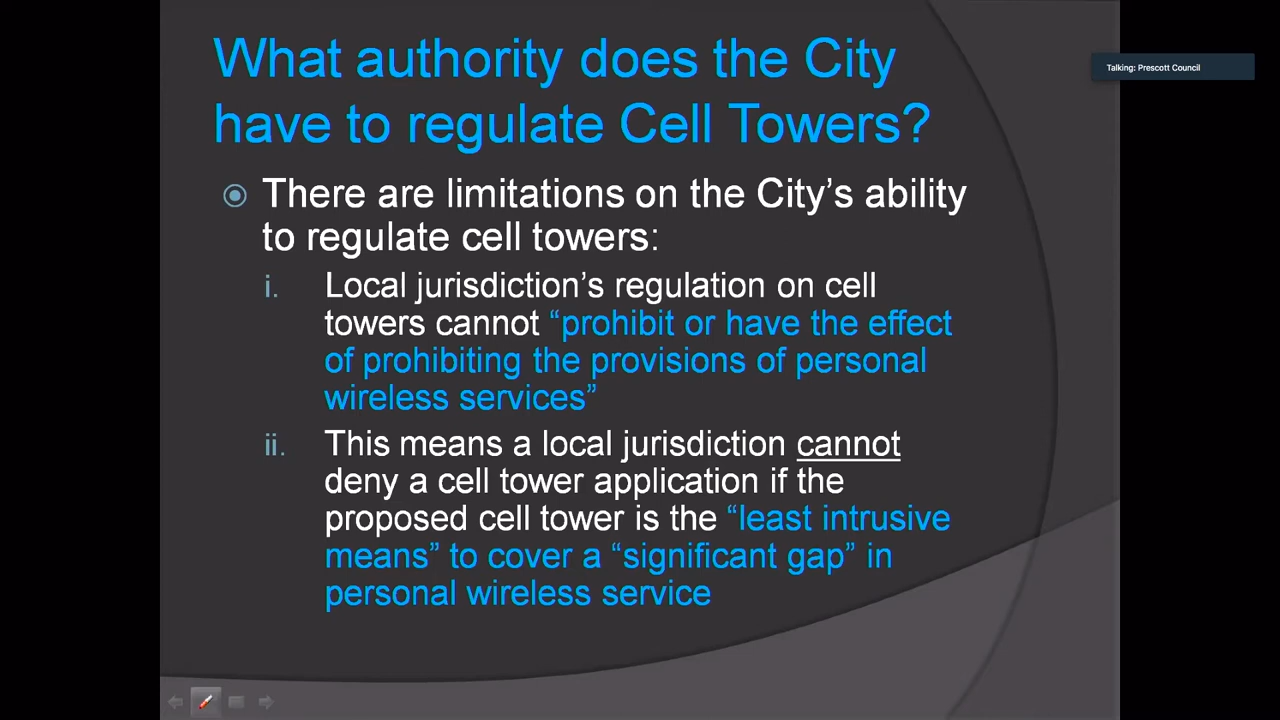 What authority does the City
have to regulate Cell Towers?
Talking: Prescott Council
There are limitations on the City’s ability
to regulate cell towers:
i. Local jurisdiction’s regulation on cell
towers cannot “prohibit or have the effect
of prohibiting the provisions of personal
wireless services”
ii. This means a local jurisdiction cannot
deny a cell tower application if the
proposed cell tower is the “least intrusive
means” to cover a “significant gap” in
personal wireless service